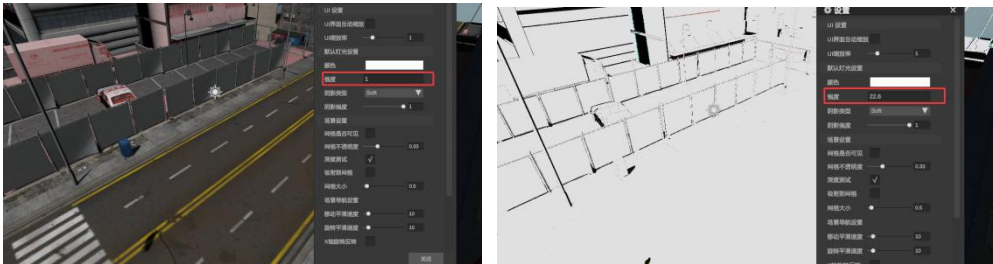 UI 设置
UI界面自动缩放
UI缩放率 1
默认灯光设置
颜色
强度 1
阴影类型 Soft
阴影强度 1
场景设置
网格是否可见
网格不透明度 0.33
深度测试 √
吸附到网格
网格大小 0.5
场景导航设置
移动平滑速度 10
旋转平滑速度 10
X轴旋转反转
关闭
设置 ×
UI 设置
UI界面自动缩放
UI缩放率 1
默认灯光设置
颜色
强度 22.6
阴影类型 Soft
阴影强度 1
场景设置
网格是否可见
网格不透明度 0.33
深度测试 √
吸附到网格
网格大小 0.5
场景导航设置
移动平滑速度 10
旋转平滑速度 10